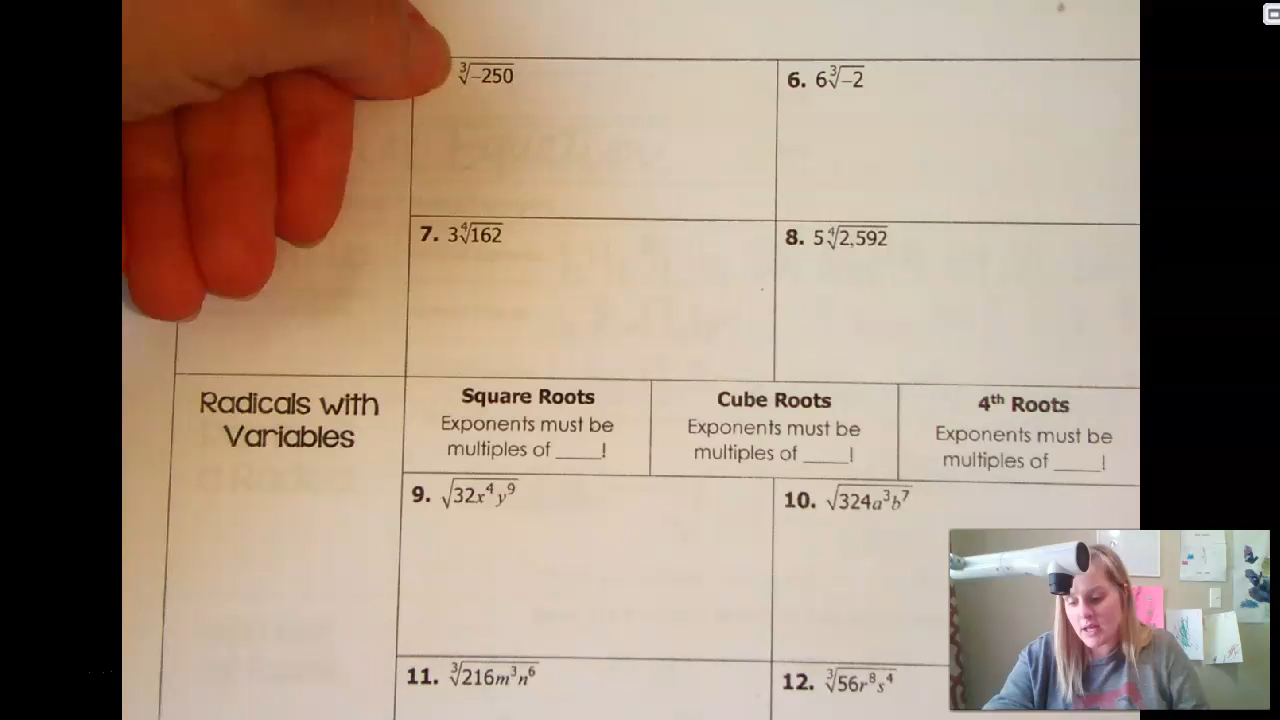 ∛-250
6. 6∛-2
7. 3∜162
8. 5∜2,592
Radicals with
Variables
Square Roots
Exponents must be
multiples of ____!
Cube Roots
Exponents must be
multiples of ____!
4th Roots
Exponents must be
multiples of ____!
9. √32x⁴y⁹
10. √324a³b⁷
11. ∛216m³n⁶
12. ∛56r⁸s⁴